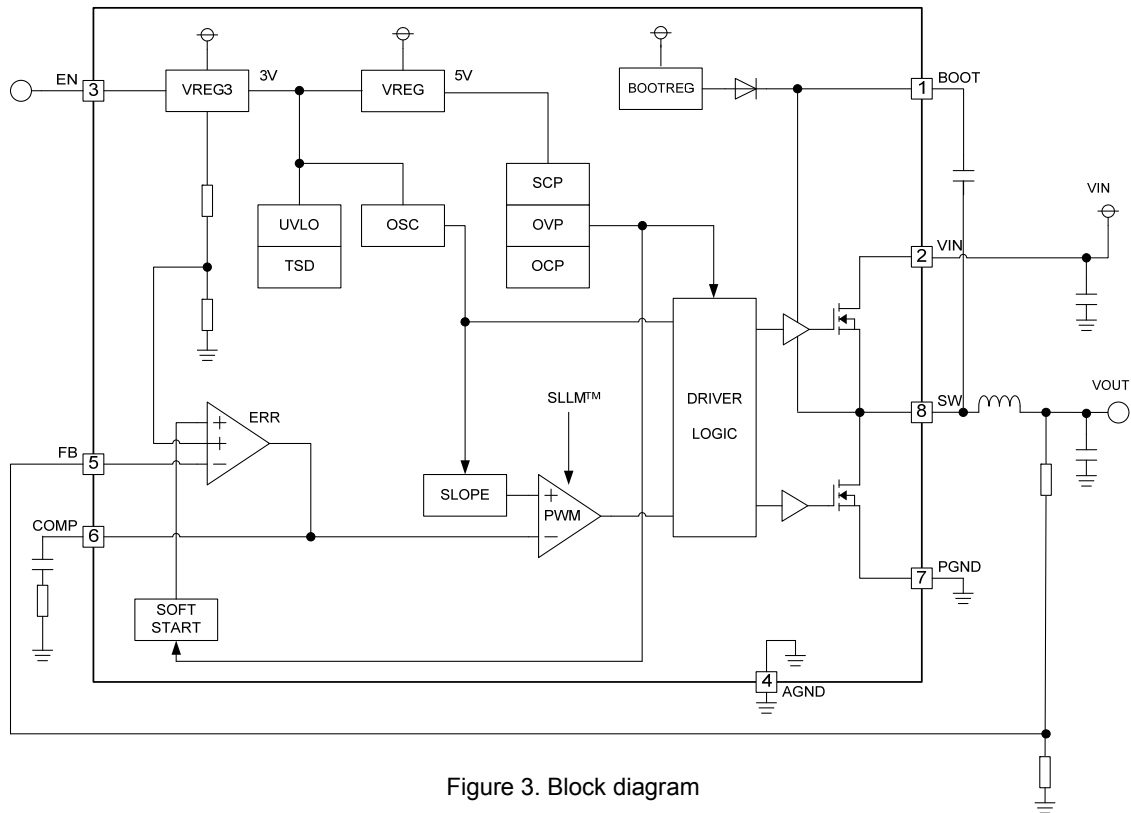 EN
3
VREG3
3V
VREG
5V
BOOTREG
1
BOOT
VIN
UVLO
TSD
OSC
SCP
OVP
OCP
2
VIN
ERR
+
+
−
FB
5
SLLM™
DRIVER
LOGIC
8
SW
VOUT
SLOPE
+
PWM
−
COMP
6
7
PGND
SOFT
START
4
AGND
Figure 3. Block diagram